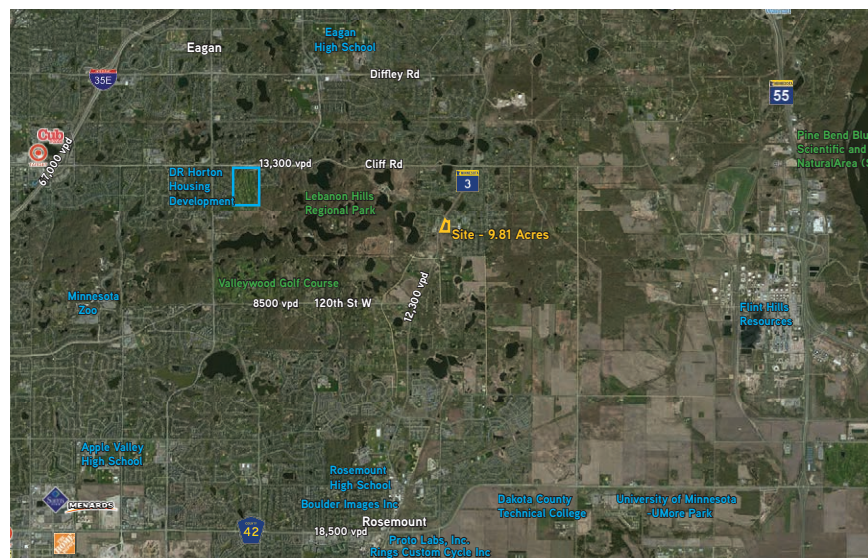 Eagan
Eagan
High School
Diffley Rd
INTERSTATE
35E
MINNESOTA
55
Cub
67,000 vpd
13,300 vpd
Cliff Rd
DR Horton
Housing
Development
Lebanon Hills
Regional Park
MINNESOTA
3
Pine Bend Blu
Scientific and
NaturalArea (S
Site - 9.81 Acres
Valleywood Golf Course
8500 vpd
120th St W
12,300 vpd
Minnesota
Zoo
Flint Hills
Resources
Apple Valley
High School
Rosemount
High School
Boulder Images Inc
MENARDS
42
18,500 vpd
Rosemount
Dakota County
Technical College
University of Minnesota
-UMore Park
Proto Labs, Inc.
Rings Custom Cycle Inc